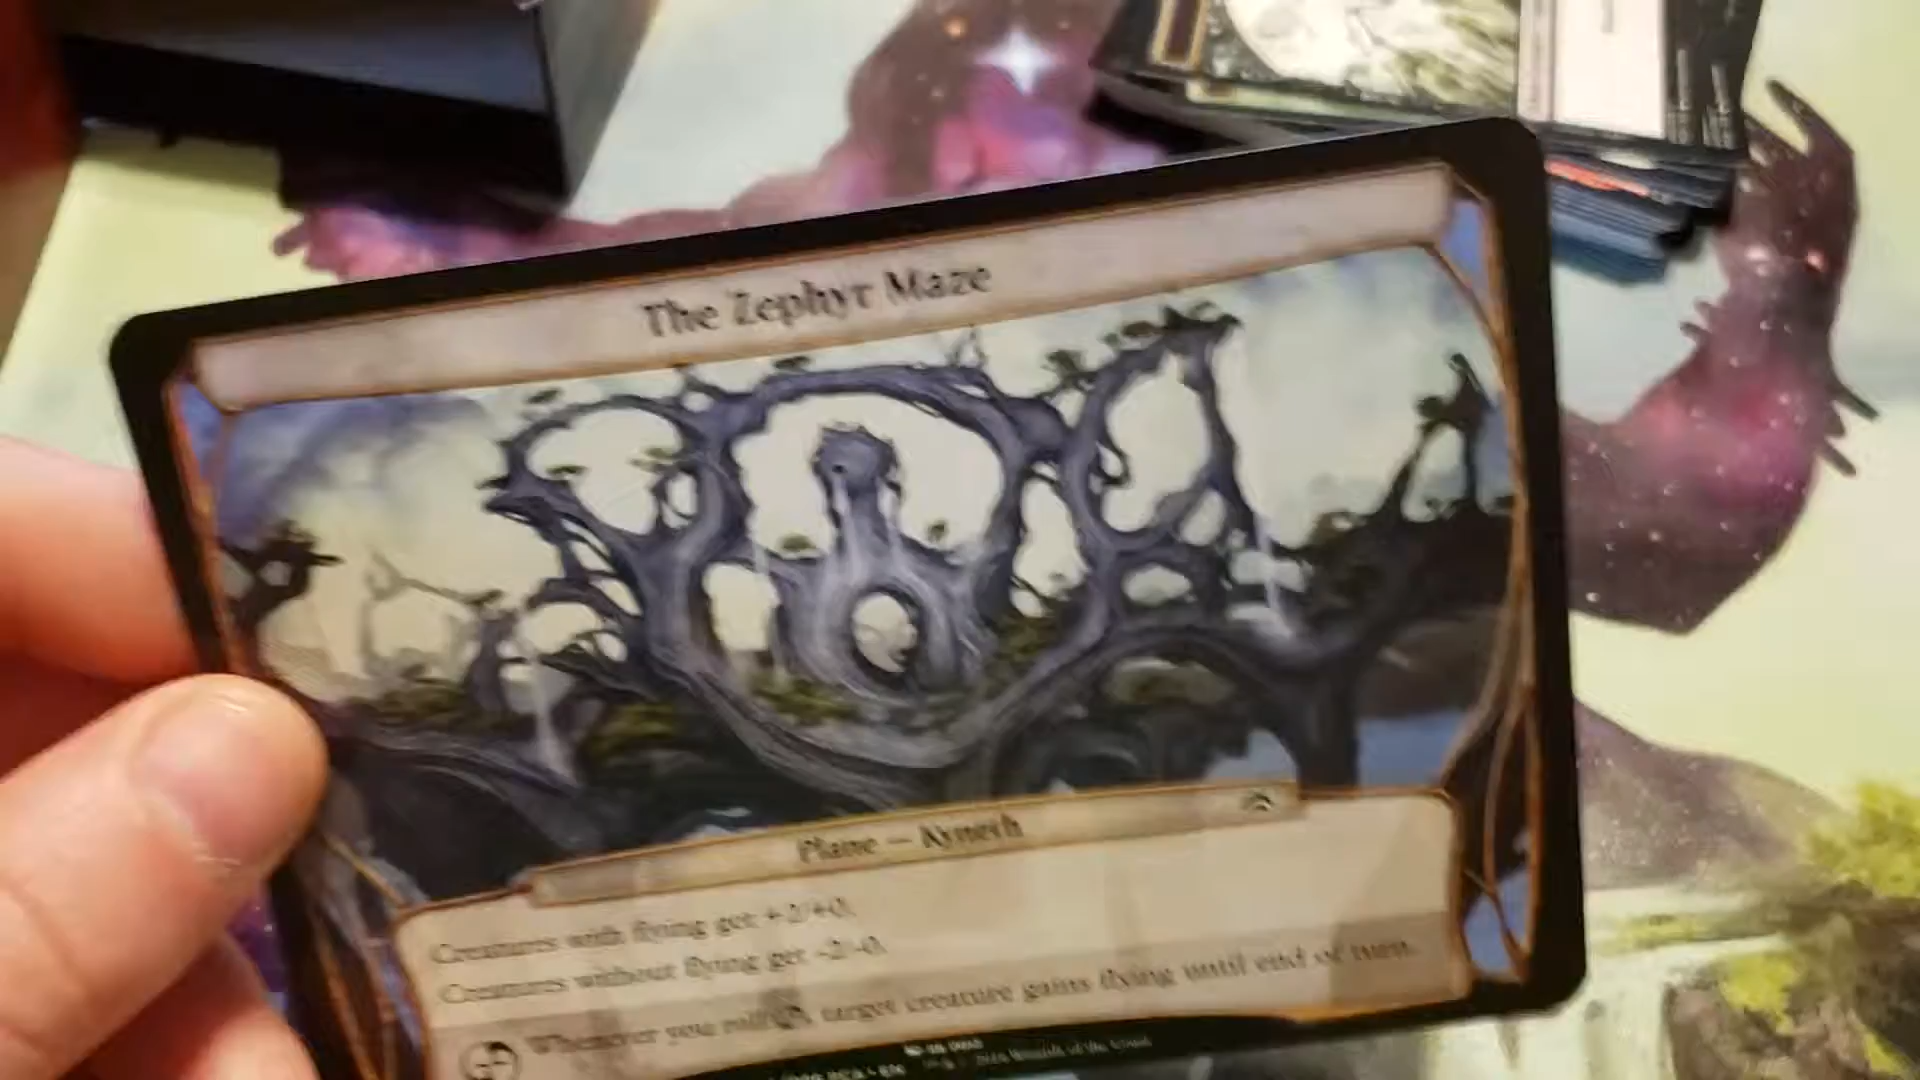 The Zephyr Maze
Plane — Kyneth
Creatures with flying get +2/+0.
Creatures without flying get -2/-0.
Whenever you roll target creature gains flying until end of turn.